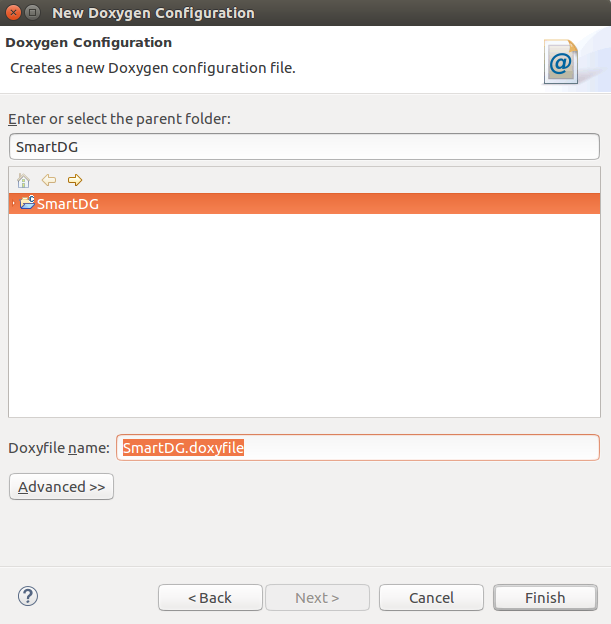 New Doxygen Configuration
Doxygen Configuration
Creates a new Doxygen configuration file.
@
Enter or select the parent folder:
SmartDG
SmartDG
Doxyfile name: SmartDG.doxyfile
Advanced >>
? < Back Next > Cancel Finish